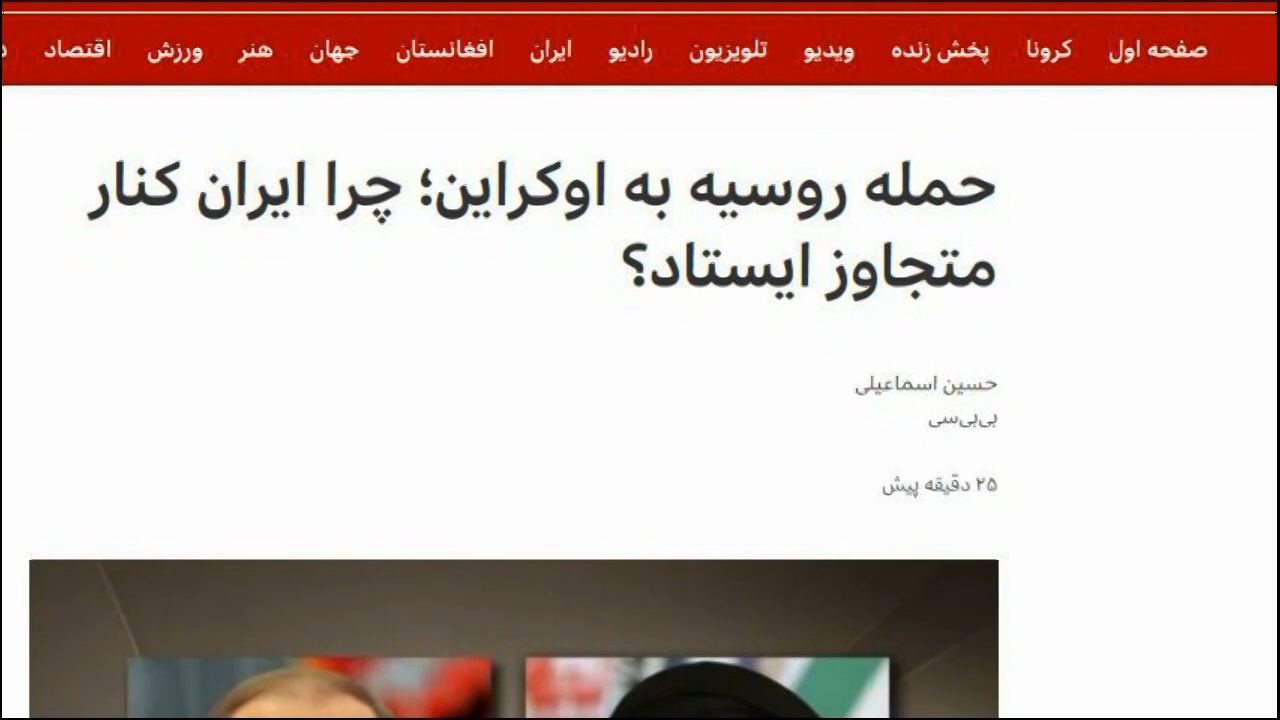 صفحه اول کرونا پخش زنده ویدیو تلویزیون رادیو ایران افغانستان جهان هنر ورزش اقتصاد
حمله روسیه به اوکراین؛ چرا ایران کنار
متجاوز ایستاد؟
حسین اسماعیلی
بی‌بی‌سی
۲۵ دقیقه پیش